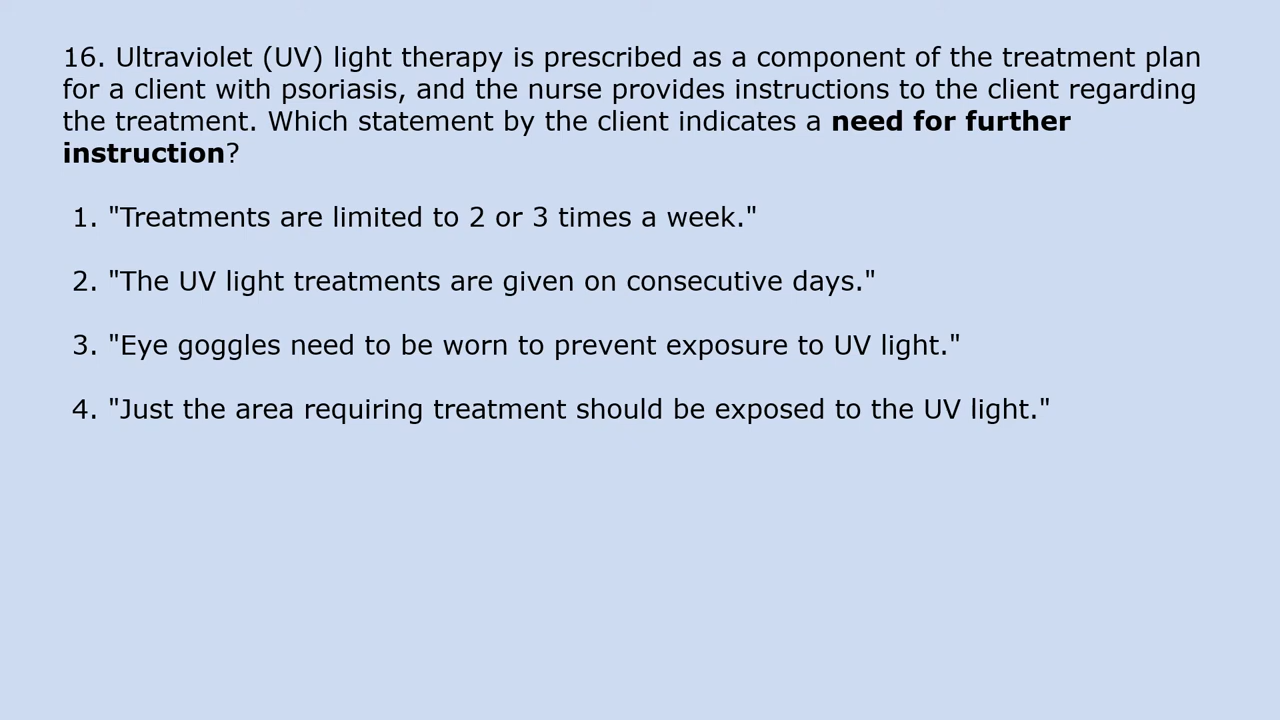 16. Ultraviolet (UV) light therapy is prescribed as a component of the treatment plan
for a client with psoriasis, and the nurse provides instructions to the client regarding
the treatment. Which statement by the client indicates a need for further
instruction?
1. "Treatments are limited to 2 or 3 times a week."
2. "The UV light treatments are given on consecutive days."
3. "Eye goggles need to be worn to prevent exposure to UV light."
4. "Just the area requiring treatment should be exposed to the UV light."